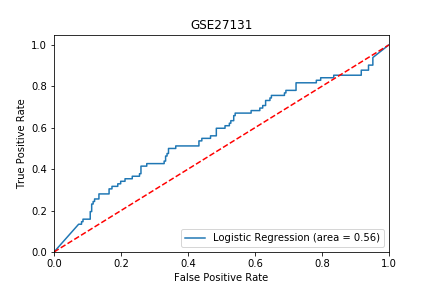 GSE27131
True Positive Rate
1.0
0.8
0.6
0.4
0.2
0.0
Logistic Regression (area = 0.56)
0.0 0.2 0.4 0.6 0.8 1.0
False Positive Rate